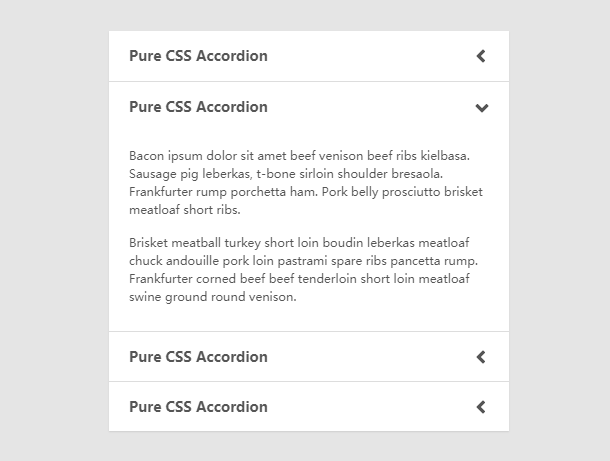 Pure CSS Accordion
Pure CSS Accordion
Bacon ipsum dolor sit amet beef venison beef ribs kielbasa.
Sausage pig leberkas, t-bone sirloin shoulder bresaola.
Frankfurter rump porchetta ham. Pork belly prosciutto brisket
meatloaf short ribs.
Brisket meatball turkey short loin boudin leberkas meatloaf
chuck andouille pork loin pastrami spare ribs pancetta rump.
Frankfurter corned beef beef tenderloin short loin meatloaf
swine ground round venison.
Pure CSS Accordion
Pure CSS Accordion